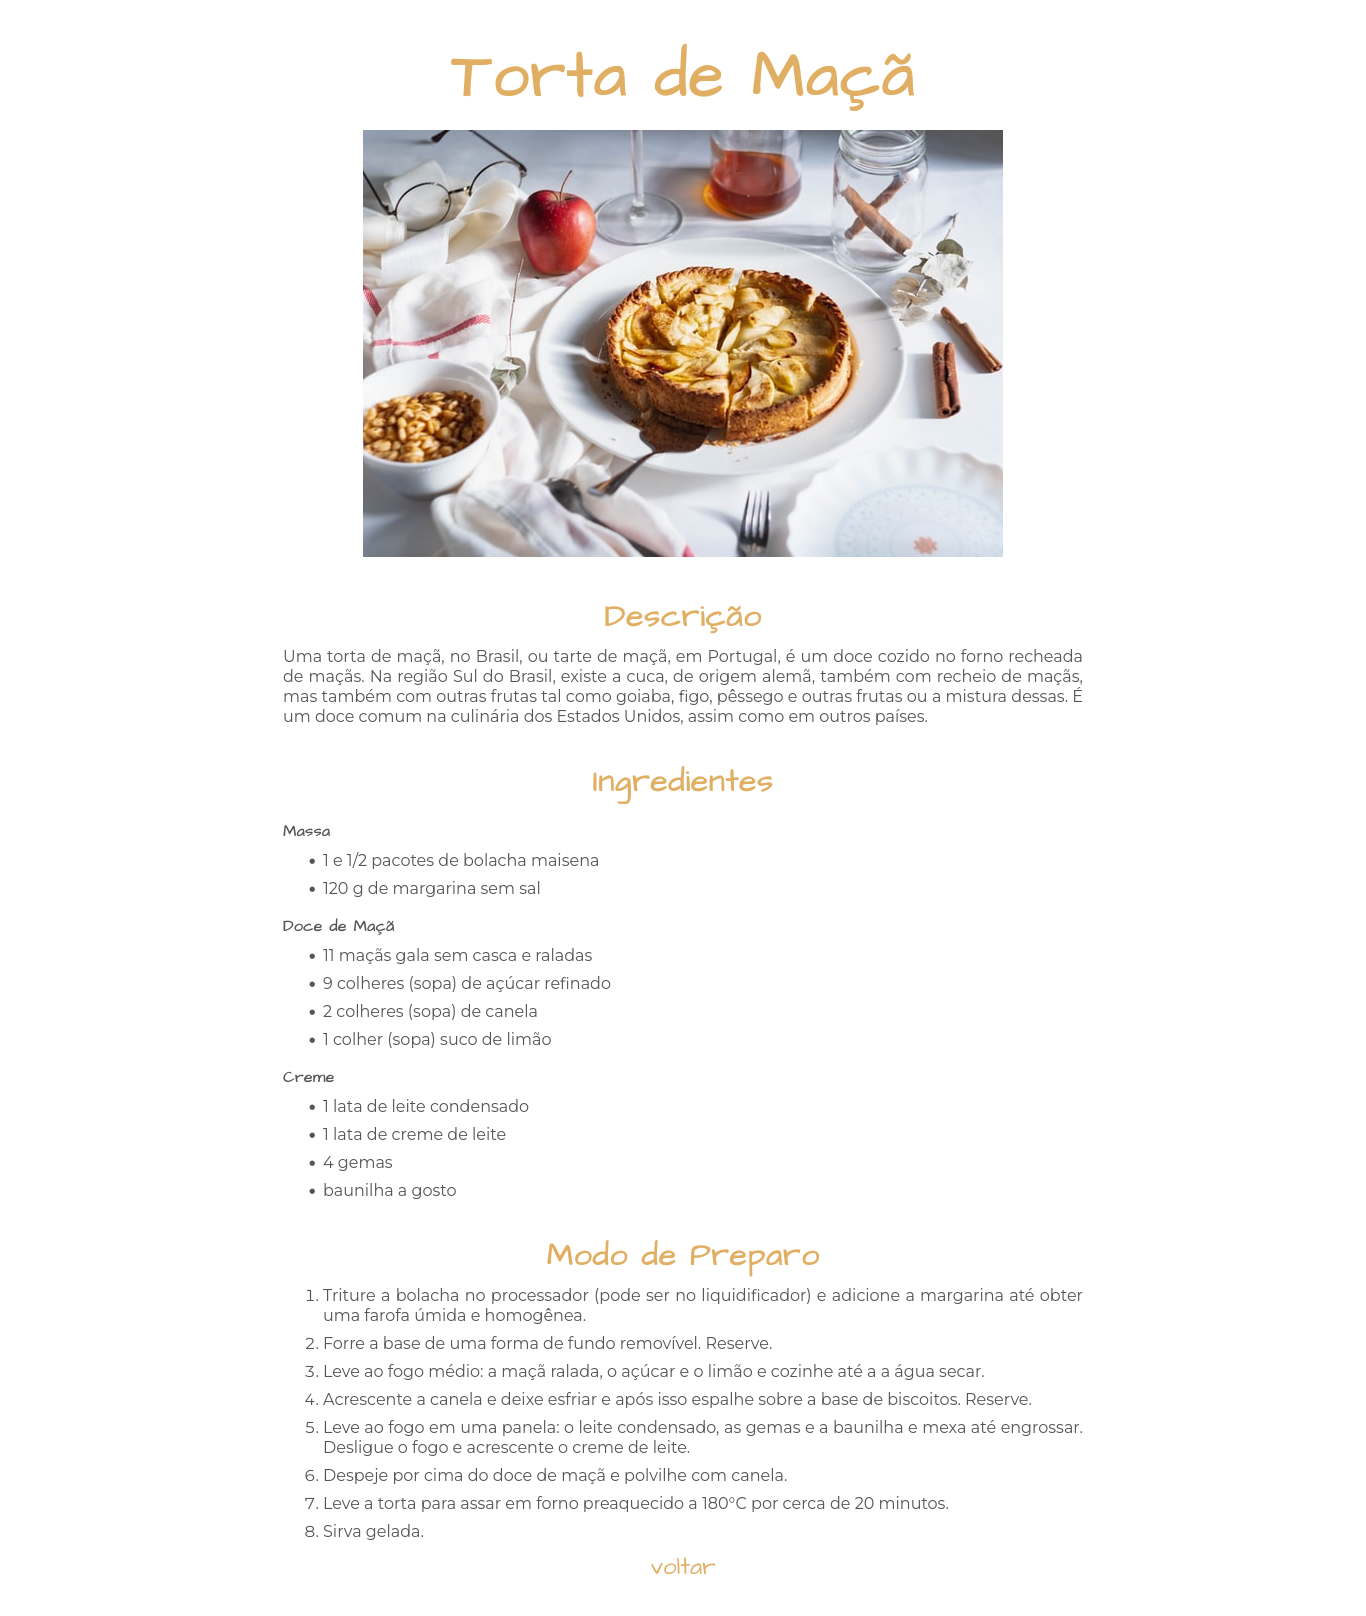 Torta de Maçã
Descrição
Uma torta de maçã, no Brasil, ou tarte de maçã, em Portugal, é um doce cozido no forno recheada
de maçãs. Na região Sul do Brasil, existe a cuca, de origem alemã, também com recheio de maçãs,
mas também com outras frutas tal como goiaba, figo, pêssego e outras frutas ou a mistura dessas. É
um doce comum na culinária dos Estados Unidos, assim como em outros países.
Ingredientes
Massa
• 1 e 1/2 pacotes de bolacha maisena
• 120 g de margarina sem sal
Doce de Maçã
• 11 maçãs gala sem casca e raladas
• 9 colheres (sopa) de açúcar refinado
• 2 colheres (sopa) de canela
• 1 colher (sopa) suco de limão
Creme
• 1 lata de leite condensado
• 1 lata de creme de leite
• 4 gemas
• baunilha a gosto
Modo de Preparo
1. Triture a bolacha no processador (pode ser no liquidificador) e adicione a margarina até obter
uma farofa úmida e homogênea.
2. Forre a base de uma forma de fundo removível. Reserve.
3. Leve ao fogo médio: a maçã ralada, o açúcar e o limão e cozinhe até a a água secar.
4. Acrescente a canela e deixe esfriar e após isso espalhe sobre a base de biscoitos. Reserve.
5. Leve ao fogo em uma panela: o leite condensado, as gemas e a baunilha e mexa até engrossar.
Desligue o fogo e acrescente o creme de leite.
6. Despeje por cima do doce de maçã e polvilhe com canela.
7. Leve a torta para assar em forno preaquecido a 180°C por cerca de 20 minutos.
8. Sirva gelada.
voltar